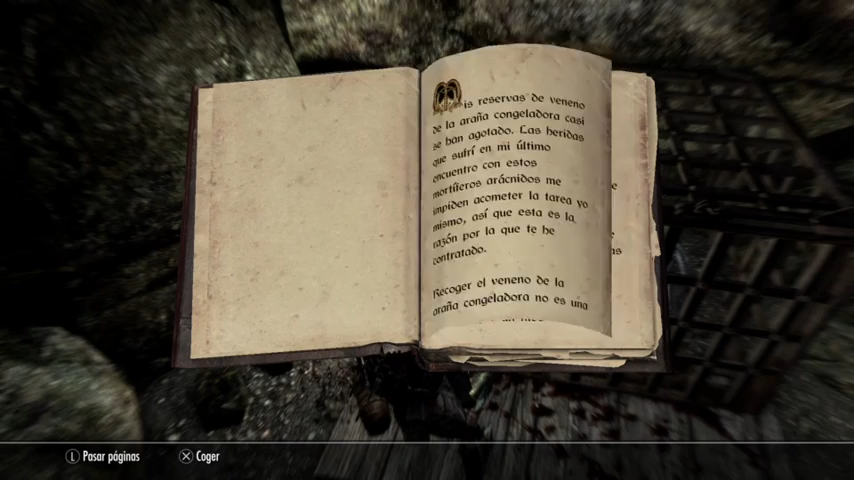 Mis reservas de veneno
de la araña congeladora casi
se han agotado. Las heridas
que sufrí en mi último
encuentro con estos
mortíferos arácnidos me
impiden acometer la tarea yo
mismo, así que esta es la
razón por la que te he
contratado.
Recoger el veneno de la
araña congeladora no es una
L Pasar páginas
X Coger